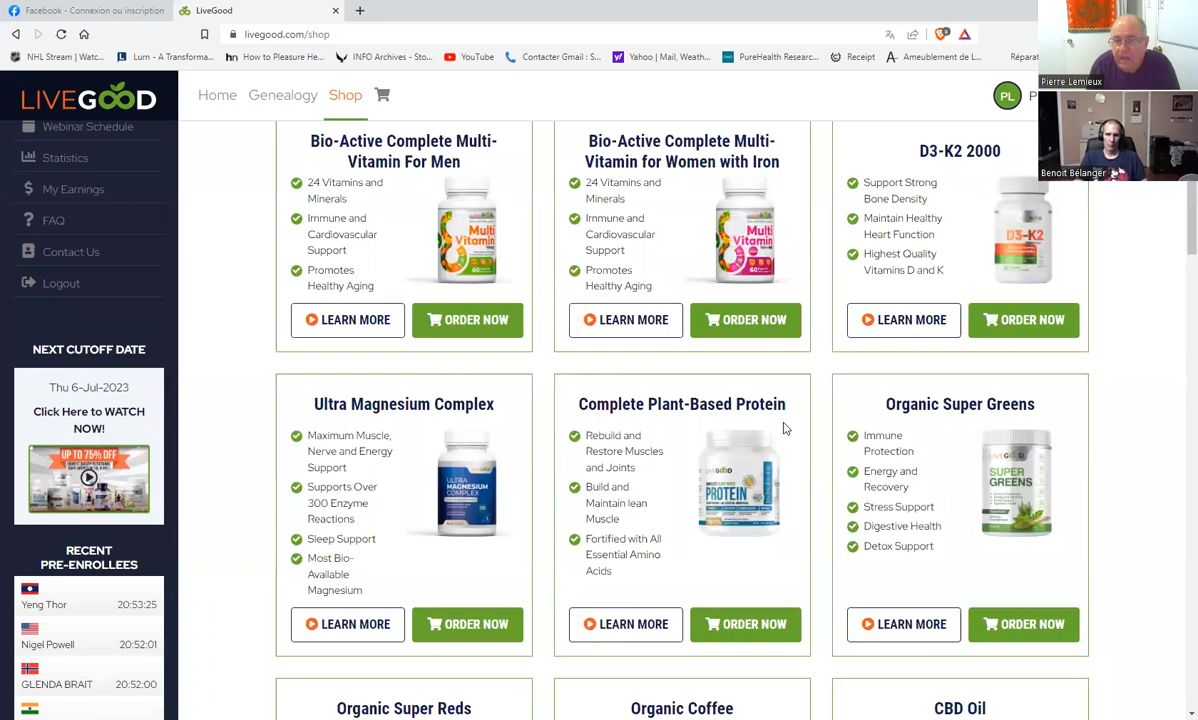 Facebook - Connexion ou inscription
LiveGood
livegood.com/shop
NHL Stream | Watc...
Lurn - A Transforma...
How to Pleasure He...
INFO Archives - Sto...
YouTube
Contacter Gmail : S...
Yahoo | Mail, Weath...
PureHealth Researc...
Receipt
Ameublement de L...
Répara
Pierre Lemieux
Benoit Bélanger
LIVEGOOD
Home
Genealogy
Shop
PL
P
Webinar Schedule
Statistics
My Earnings
FAQ
Contact Us
Logout
NEXT CUTOFF DATE
Thu 6-Jul-2023
Click Here to WATCH
NOW!
UP TO 75% OFF
RECENT
PRE-ENROLLEES
Yeng Thor 20:53:25
Nigel Powell 20:52:01
GLENDA BRAIT 20:52:00
Bio-Active Complete Multi-
Vitamin For Men
24 Vitamins and
Minerals
Immune and
Cardiovascular
Support
Promotes
Healthy Aging
Multi
Vitamin
LEARN MORE
ORDER NOW
Bio-Active Complete Multi-
Vitamin for Women with Iron
24 Vitamins and
Minerals
Immune and
Cardiovascular
Support
Promotes
Healthy Aging
Multi
Vitamin
LEARN MORE
ORDER NOW
D3-K2 2000
Support Strong
Bone Density
Maintain Healthy
Heart Function
Highest Quality
Vitamins D and K
D3-K2
LEARN MORE
ORDER NOW
Ultra Magnesium Complex
Maximum Muscle,
Nerve and Energy
Support
Supports Over
300 Enzyme
Reactions
Sleep Support
Most Bio-
Available
Magnesium
ULTRA
MAGNESIUM
COMPLEX
LEARN MORE
ORDER NOW
Complete Plant-Based Protein
Rebuild and
Restore Muscles
and Joints
Build and
Maintain lean
Muscle
Fortified with All
Essential Amino
Acids
LIVEGOOD
PROTEIN
LEARN MORE
ORDER NOW
Organic Super Greens
Immune
Protection
Energy and
Recovery
Stress Support
Digestive Health
Detox Support
LIVEGOOD
SUPER
GREENS
LEARN MORE
ORDER NOW
Organic Super Reds
Organic Coffee
CBD Oil